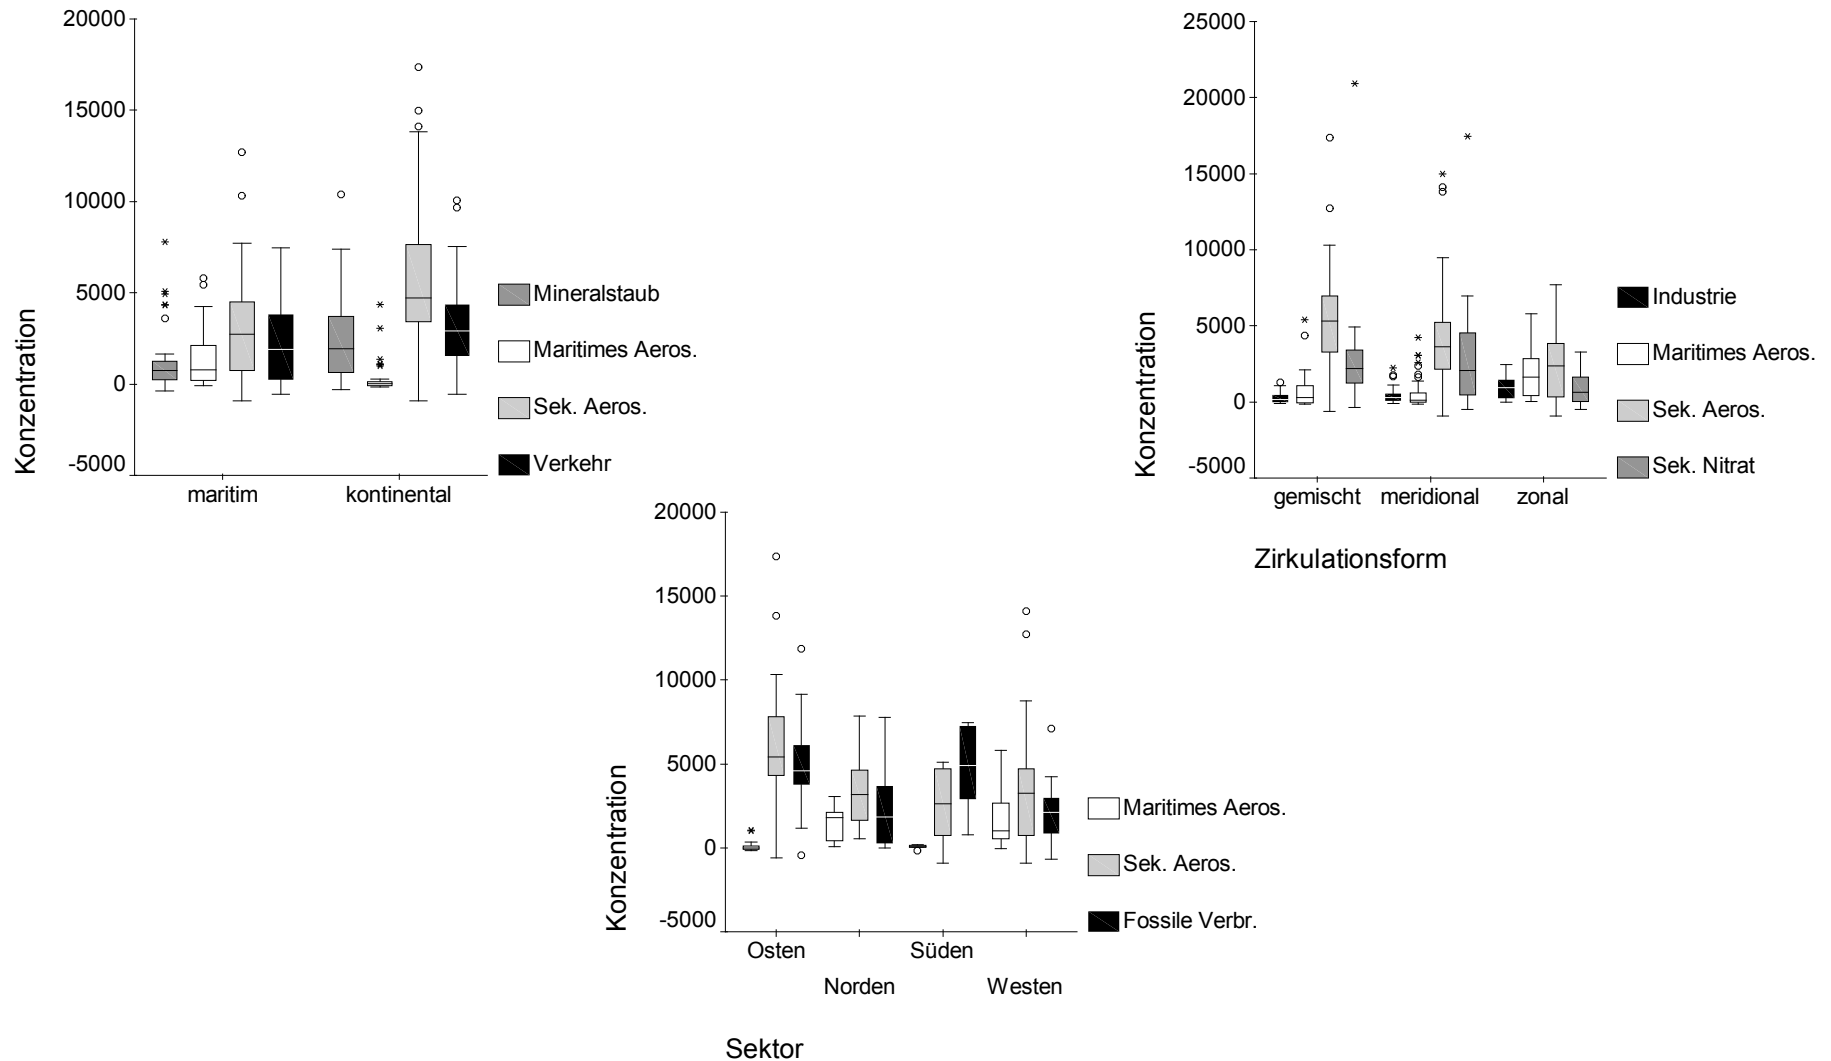 20000
15000
10000
5000
0
-5000
Konzentration
maritim kontinental
Mineralstaub
Maritimes Aeros.
Sek. Aeros.
Verkehr
25000
20000
15000
10000
5000
0
-5000
Konzentration
gemischt meridional zonal
Zirkulationsform
Industrie
Maritimes Aeros.
Sek. Aeros.
Sek. Nitrat
20000
15000
10000
5000
0
-5000
Konzentration
Osten Süden
Norden Westen
Sektor
Maritimes Aeros.
Sek. Aeros.
Fossile Verbr.